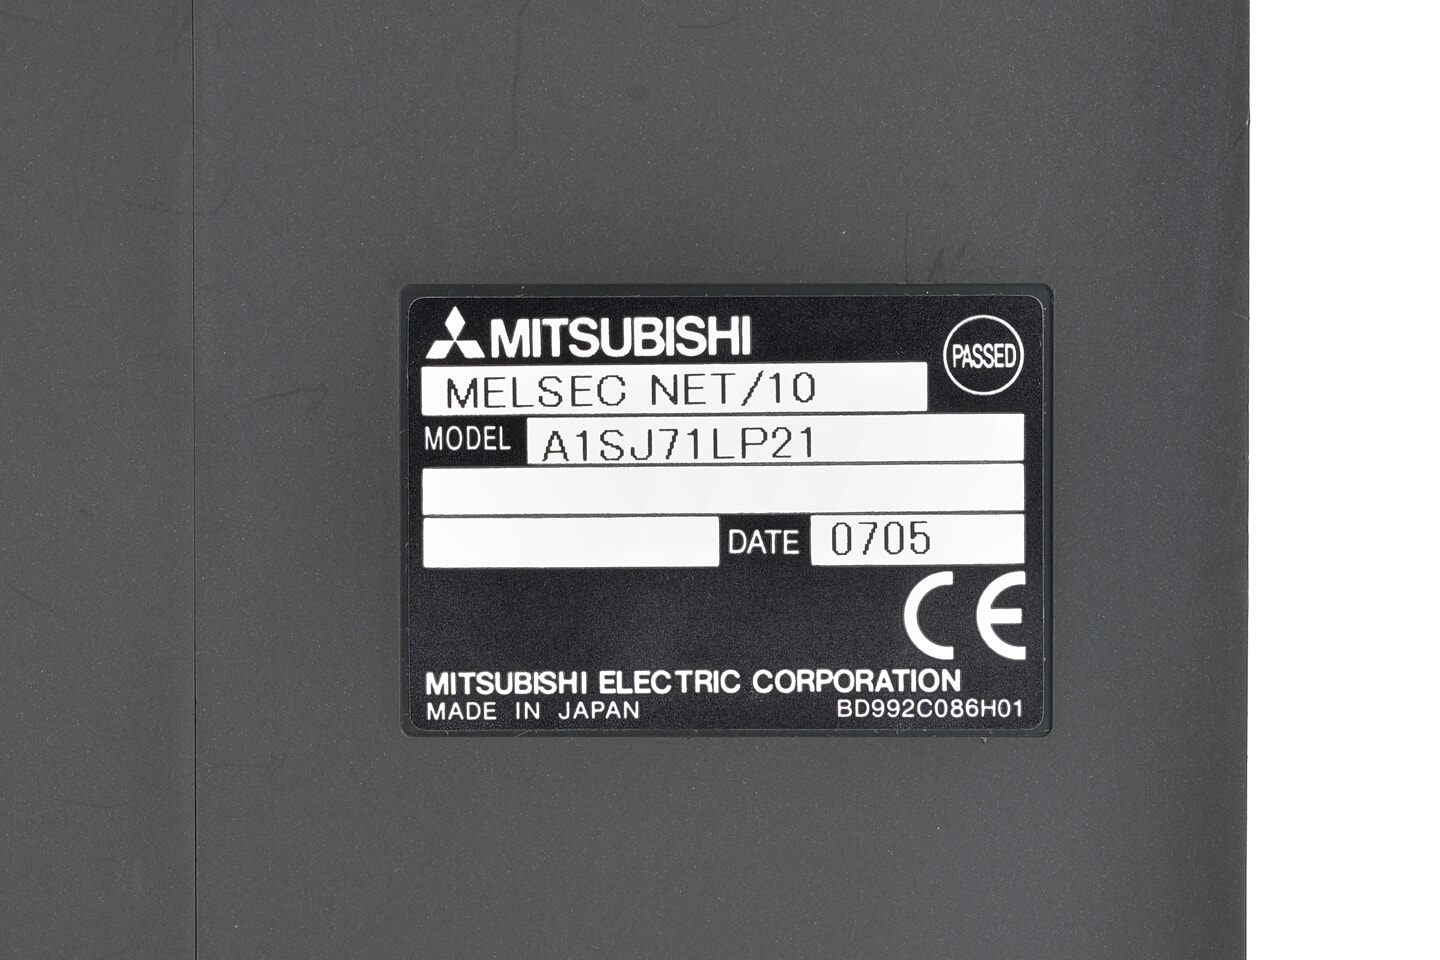 MITSUBISHI
PASSED
MELSEC NET/10
MODEL A1SJ71LP21
DATE 0705
CE
MITSUBISHI ELECTRIC CORPORATION
MADE IN JAPAN BD992C086H01